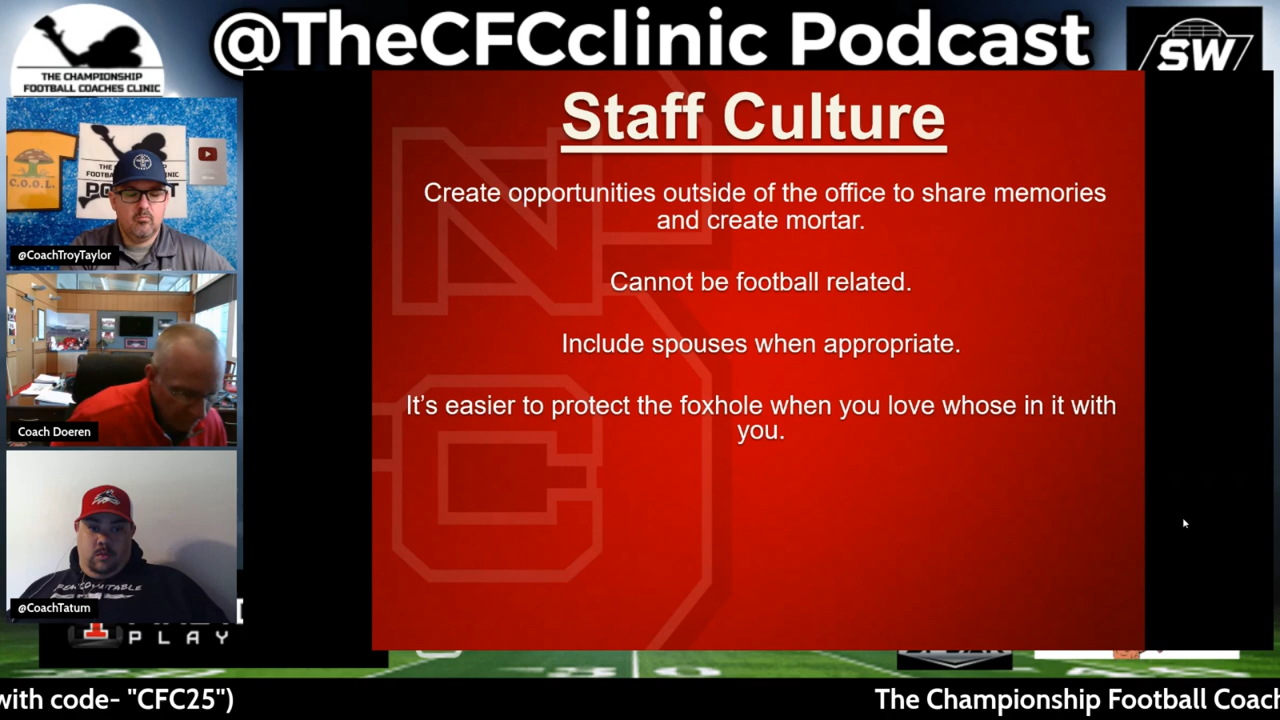 @TheCFCclinic Podcast
THE CHAMPIONSHIP
FOOTBALL COACHES CLINIC
SW
C.O.O.L.
THE
@CoachTroyTaylor
Coach Doeren
@CoachTatum
Staff Culture
Create opportunities outside of the office to share memories
and create mortar.
Cannot be football related.
Include spouses when appropriate.
It's easier to protect the foxhole when you love whose in it with
you.
PLAY
with code- "CFC25")
The Championship Football Coach